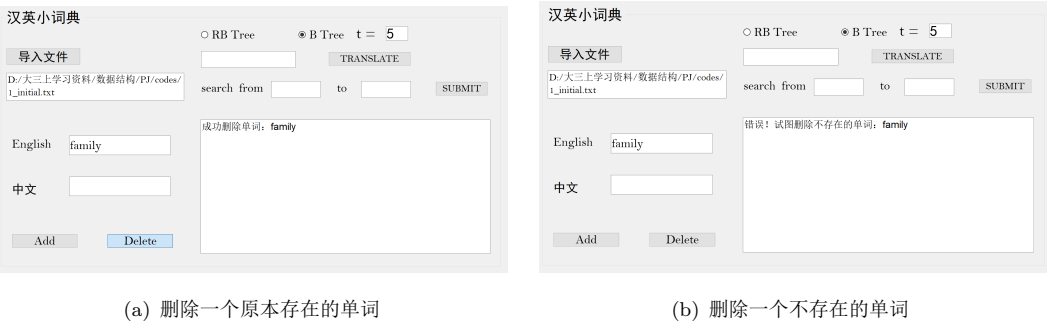 汉英小词典
RB Tree B Tree t = 5
导入文件
TRANSLATE
D:/大三上学习资料/数据结构/PJ/codes/
1_initial.txt
search from to SUBMIT
成功删除单词：family
English family
中文
Add Delete
(a) 删除一个原本存在的单词
汉英小词典
RB Tree B Tree t = 5
导入文件
TRANSLATE
D:/大三上学习资料/数据结构/PJ/codes/
1_initial.txt
search from to SUBMIT
错误！试图删除不存在的单词：family
English family
中文
Add Delete
(b) 删除一个不存在的单词